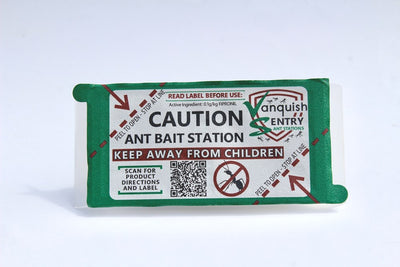 READ LABEL BEFORE USE:
Active Ingredient: 0.1g/kg FIPRONIL
CAUTION
ANT BAIT STATION
KEEP AWAY FROM CHILDREN
Vanquish
SENTRY
ANT STATIONS
PEEL TO OPEN - STOP AT LINE
SCAN FOR
PRODUCT
DIRECTIONS
AND LABEL
PEEL TO OPEN - STOP AT LINE